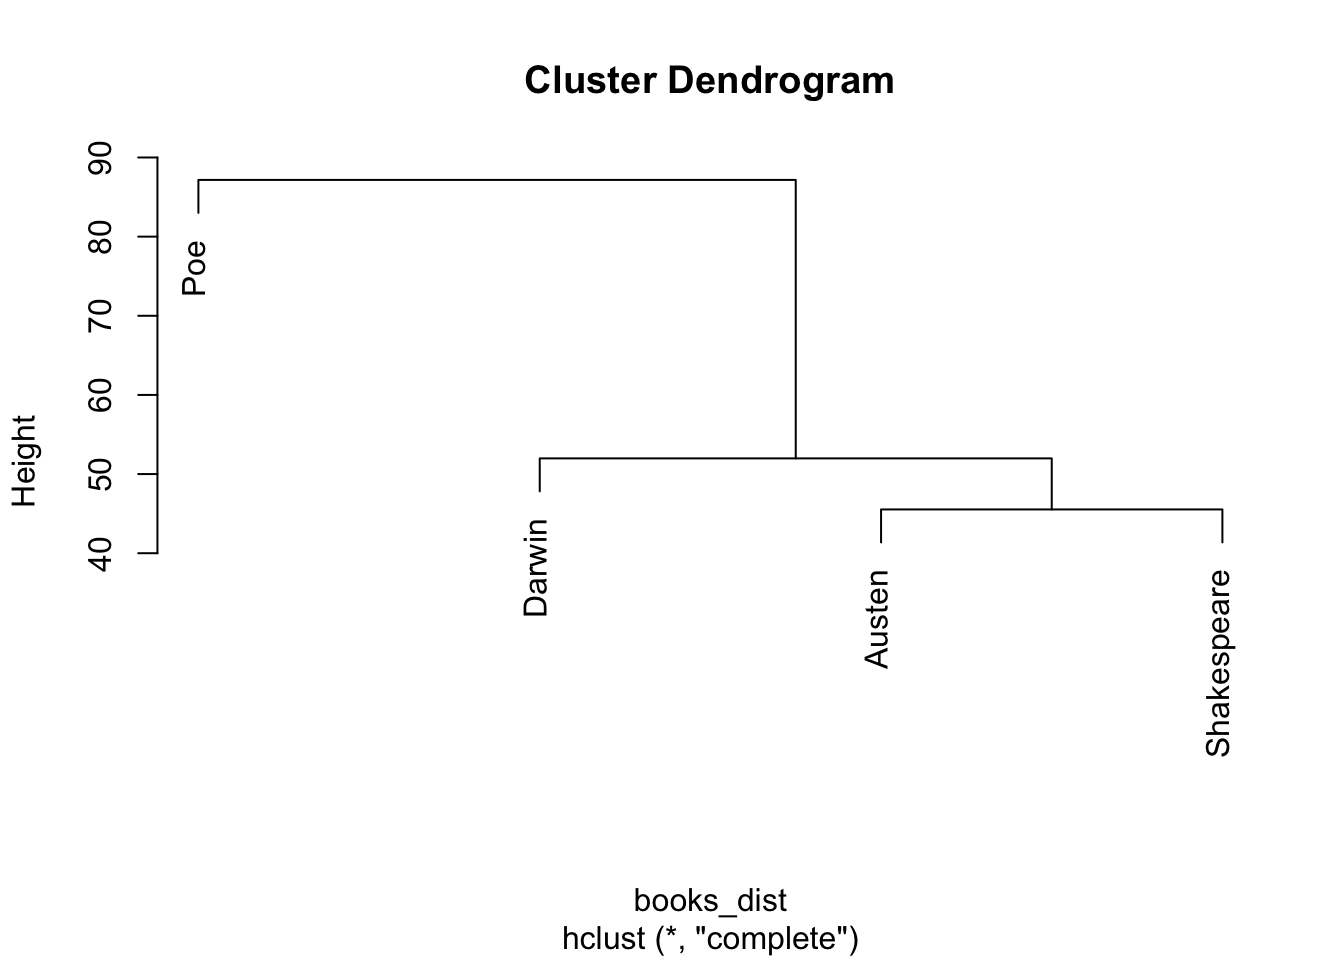 Cluster Dendrogram
90
80
70
60
50
40
Height
Poe
Darwin
Austen
Shakespeare
books_dist
hclust (*, "complete")